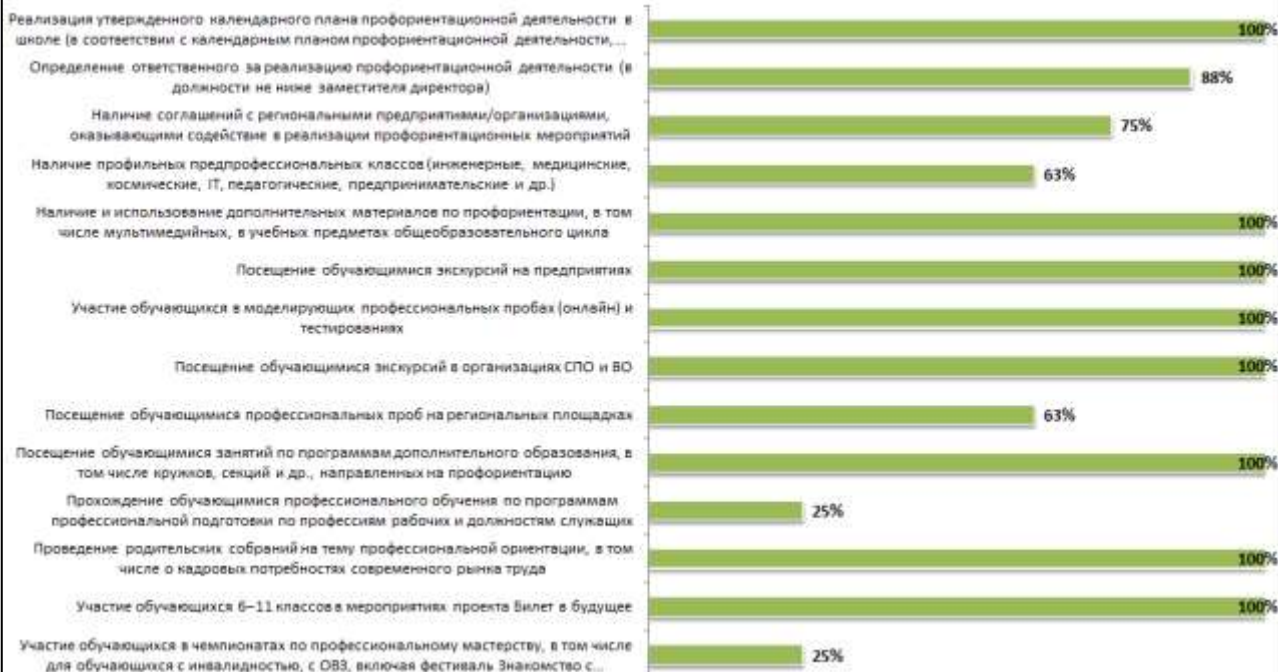 Реализация утвержденного календарного плана профориентационной деятельности в
школе (в соответствии с календарным планом профориентационной деятельности,...
100%
Определение ответственного за реализацию профориентационной деятельности (в
должности не ниже заместителя директора)
88%
Наличие соглашений с региональными предприятиями/организациями,
оказывающими содействие в реализации профориентационных мероприятий
75%
Наличие профильных предпрофессиональных классов (инженерные, медицинские,
космические, IT, педагогические, предпринимательские и др.)
63%
Наличие и использование дополнительных материалов по профориентации, в том
числе мультимедийных, в учебных предметах общеобразовательного цикла
100%
Посещение обучающимися экскурсий на предприятиях
100%
Участие обучающихся в моделирующих профессиональных пробах (онлайн) и
тестированиях
100%
Посещение обучающимися экскурсий в организациях СПО и ВО
100%
Посещение обучающимися профессиональных проб на региональных площадках
63%
Посещение обучающимися занятий по программам дополнительного образования, в
том числе кружков, секций и др., направленных на профориентацию
100%
Прохождение обучающимися профессионального обучения по программам
профессиональной подготовки по профессиям рабочих и должностям служащих
25%
Проведение родительских собраний на тему профессиональной ориентации, в том
числе о кадровых потребностях современного рынка труда
100%
Участие обучающихся 6–11 классов в мероприятиях проекта Билет в будущее
100%
Участие обучающихся в чемпионатах по профессиональному мастерству, в том числе
для обучающихся с инвалидностью, с ОВЗ, включая фестиваль Знакомство с...
25%